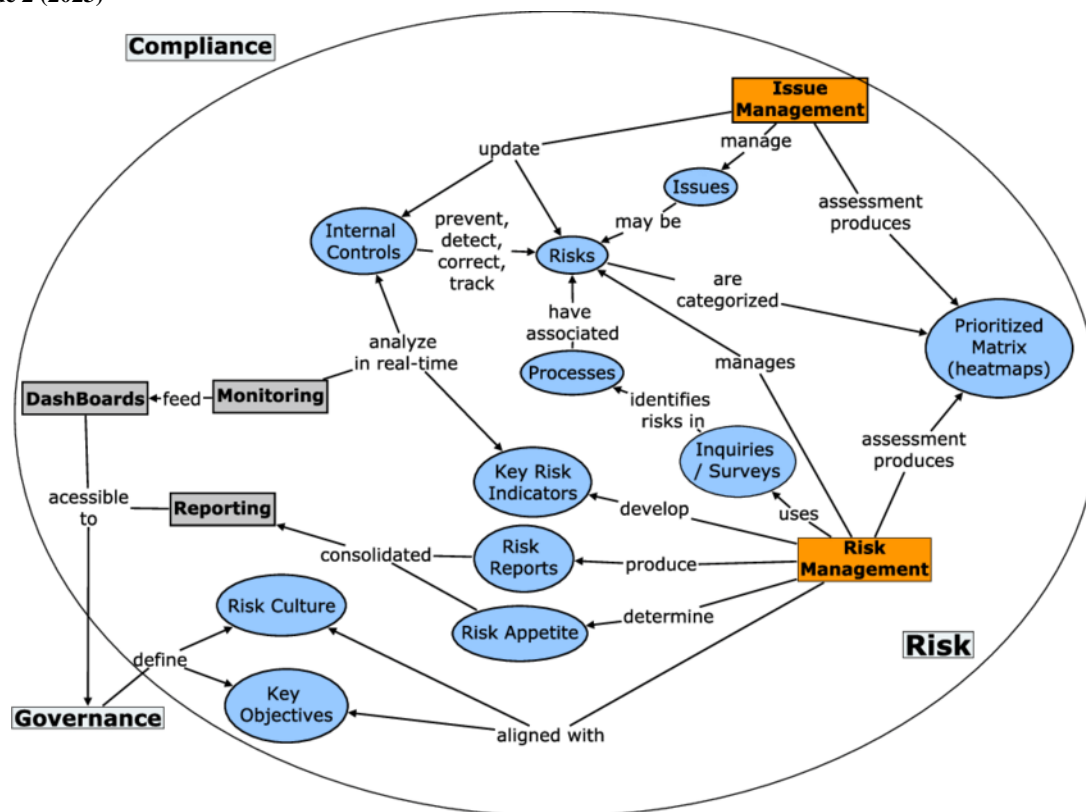 Compliance
Issue
Management
update
manage
Issues
Internal
Controls
prevent,
detect,
correct,
track
may be
assessment
produces
Risks
are
categorized
have
associated
Prioritized
Matrix
(heatmaps)
analyze
in real-time
manages
Processes
DashBoards
feed
Monitoring
identifies
risks in
Inquiries
/ Surveys
assessment
produces
Key Risk
Indicators
acessible
to
Reporting
develop
uses
consolidated
Risk
Reports
produce
Risk
Management
Risk Culture
Risk Appetite
determine
Risk
define
Key
Objectives
Governance
aligned with